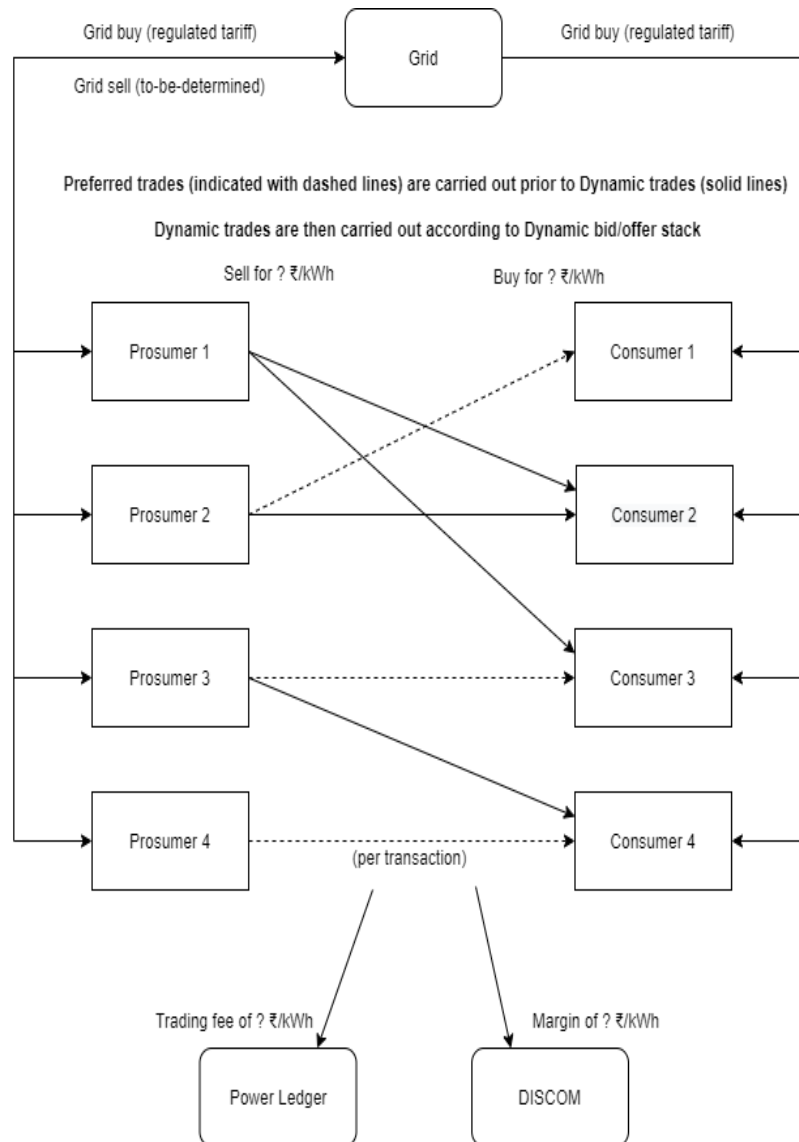 Grid buy (regulated tariff)
Grid
Grid buy (regulated tariff)
Grid sell (to-be-determined)
Preferred trades (indicated with dashed lines) are carried out prior to Dynamic trades (solid lines)
Dynamic trades are then carried out according to Dynamic bid/offer stack
Sell for ? ₹/kWh
Buy for ? ₹/kWh
Prosumer 1
Consumer 1
Prosumer 2
Consumer 2
Prosumer 3
Consumer 3
Prosumer 4
Consumer 4
(per transaction)
Trading fee of ? ₹/kWh
Margin of ? ₹/kWh
Power Ledger
DISCOM